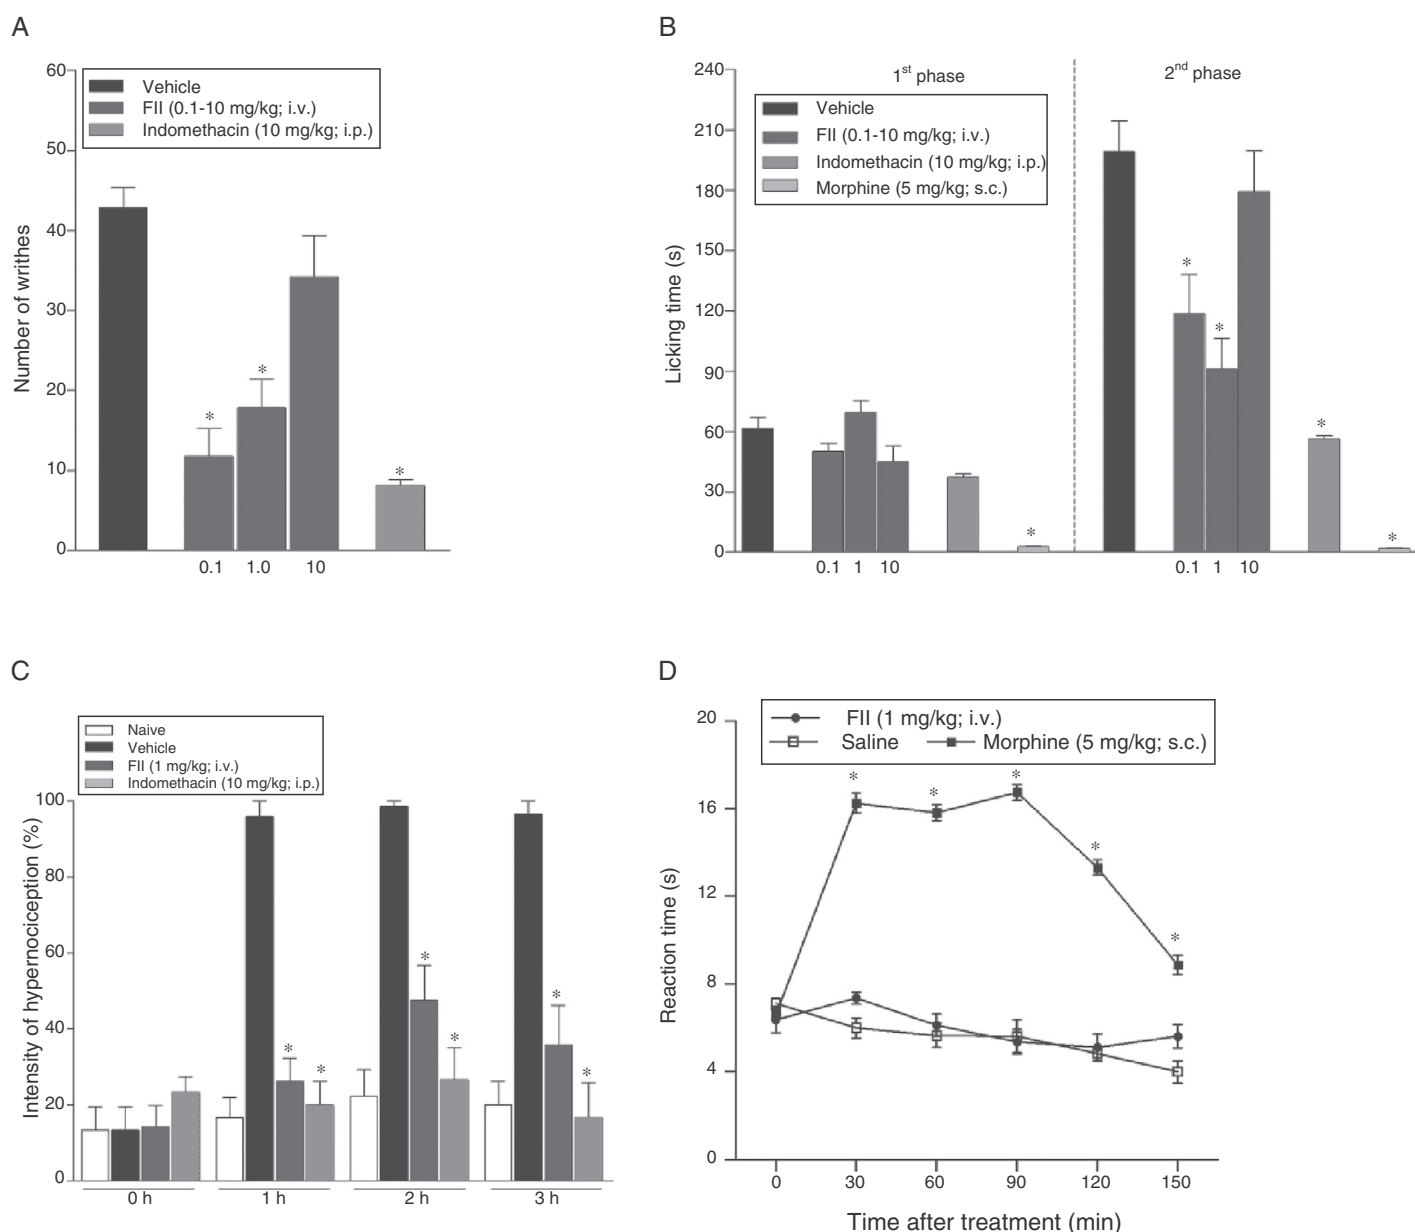 A
60
50
40
30
20
10
0
Number of writhes
Vehicle
FII (0.1-10 mg/kg; i.v.)
Indomethacin (10 mg/kg; i.p.)
*
*
*
0.1 1.0 10
B
240
210
180
150
120
90
60
30
0
Licking time (s)
1st phase
2nd phase
Vehicle
FII (0.1-10 mg/kg; i.v.)
Indomethacin (10 mg/kg; i.p.)
Morphine (5 mg/kg; s.c.)
*
*
*
*
*
0.1 1 10
0.1 1 10
C
Naive
Vehicle
FII (1 mg/kg; i.v.)
Indomethacin (10 mg/kg; i.p.)
100
80
60
40
20
0
Intensity of hypernociception (%)
*
*
*
*
*
*
0 h 1 h 2 h 3 h
D
20
16
12
8
4
0
Reaction time (s)
FII (1 mg/kg; i.v.)
Saline Morphine (5 mg/kg; s.c.)
*
*
*
*
*
0 30 60 90 120 150
Time after treatment (min)